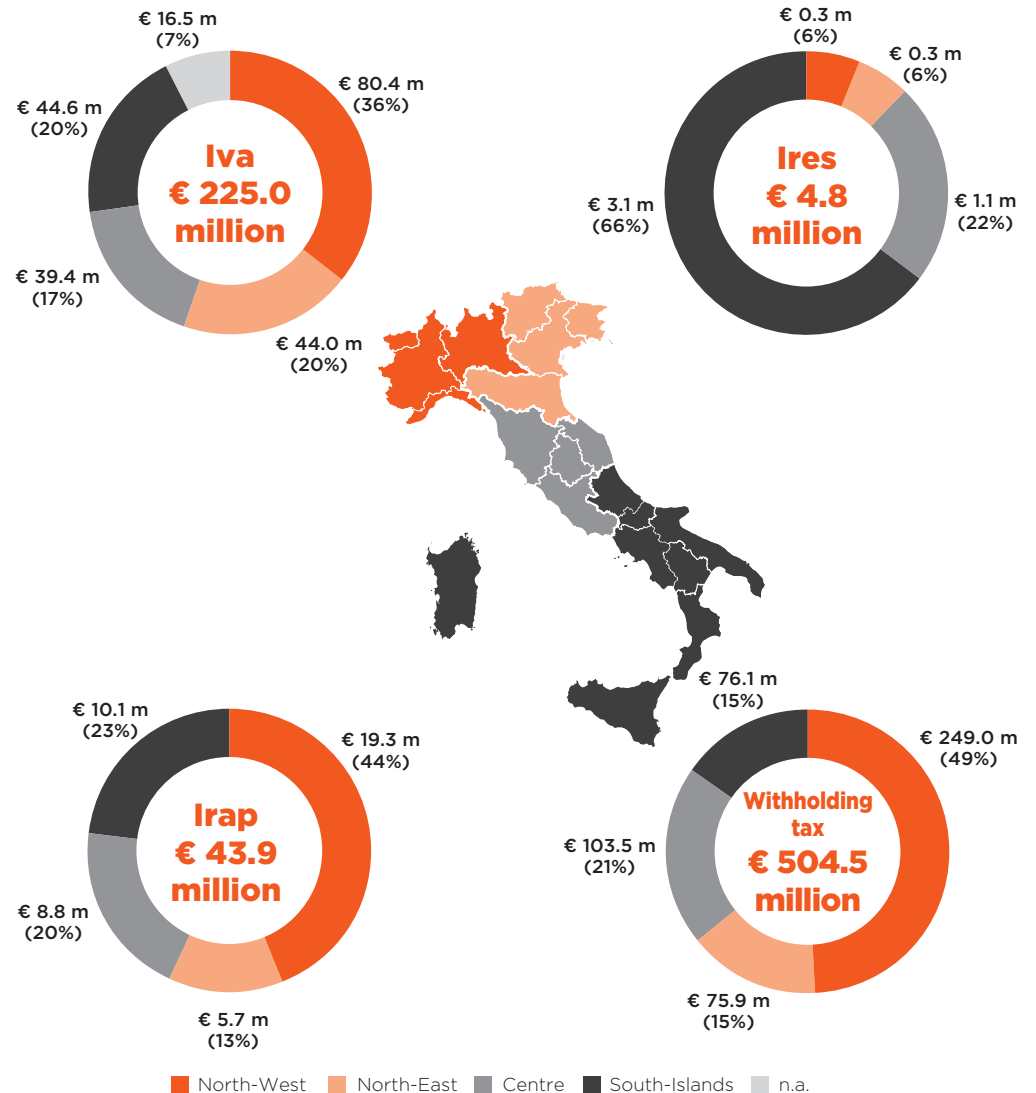 € 16.5 m
(7%)
€ 80.4 m
(36%)
€ 44.6 m
(20%)
Iva
€ 225.0
million
€ 39.4 m
(17%)
€ 44.0 m
(20%)
€ 0.3 m
(6%)
€ 0.3 m
(6%)
Ires
€ 4.8
million
€ 3.1 m
(66%)
€ 1.1 m
(22%)
€ 10.1 m
(23%)
€ 19.3 m
(44%)
Irap
€ 43.9
million
€ 8.8 m
(20%)
€ 5.7 m
(13%)
€ 76.1 m
(15%)
€ 249.0 m
(49%)
Withholding
tax
€ 504.5
million
€ 103.5 m
(21%)
€ 75.9 m
(15%)
North-West North-East Centre South-Islands n.a.